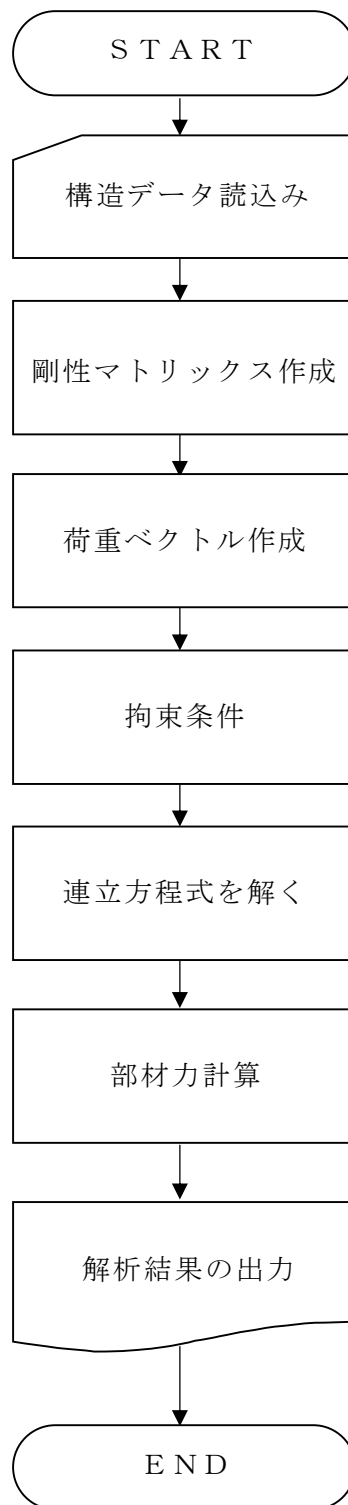 ＳＴＡＲＴ
構造データ読込み
剛性マトリックス作成
荷重ベクトル作成
拘束条件
連立方程式を解く
部材力計算
解析結果の出力
ＥＮＤ